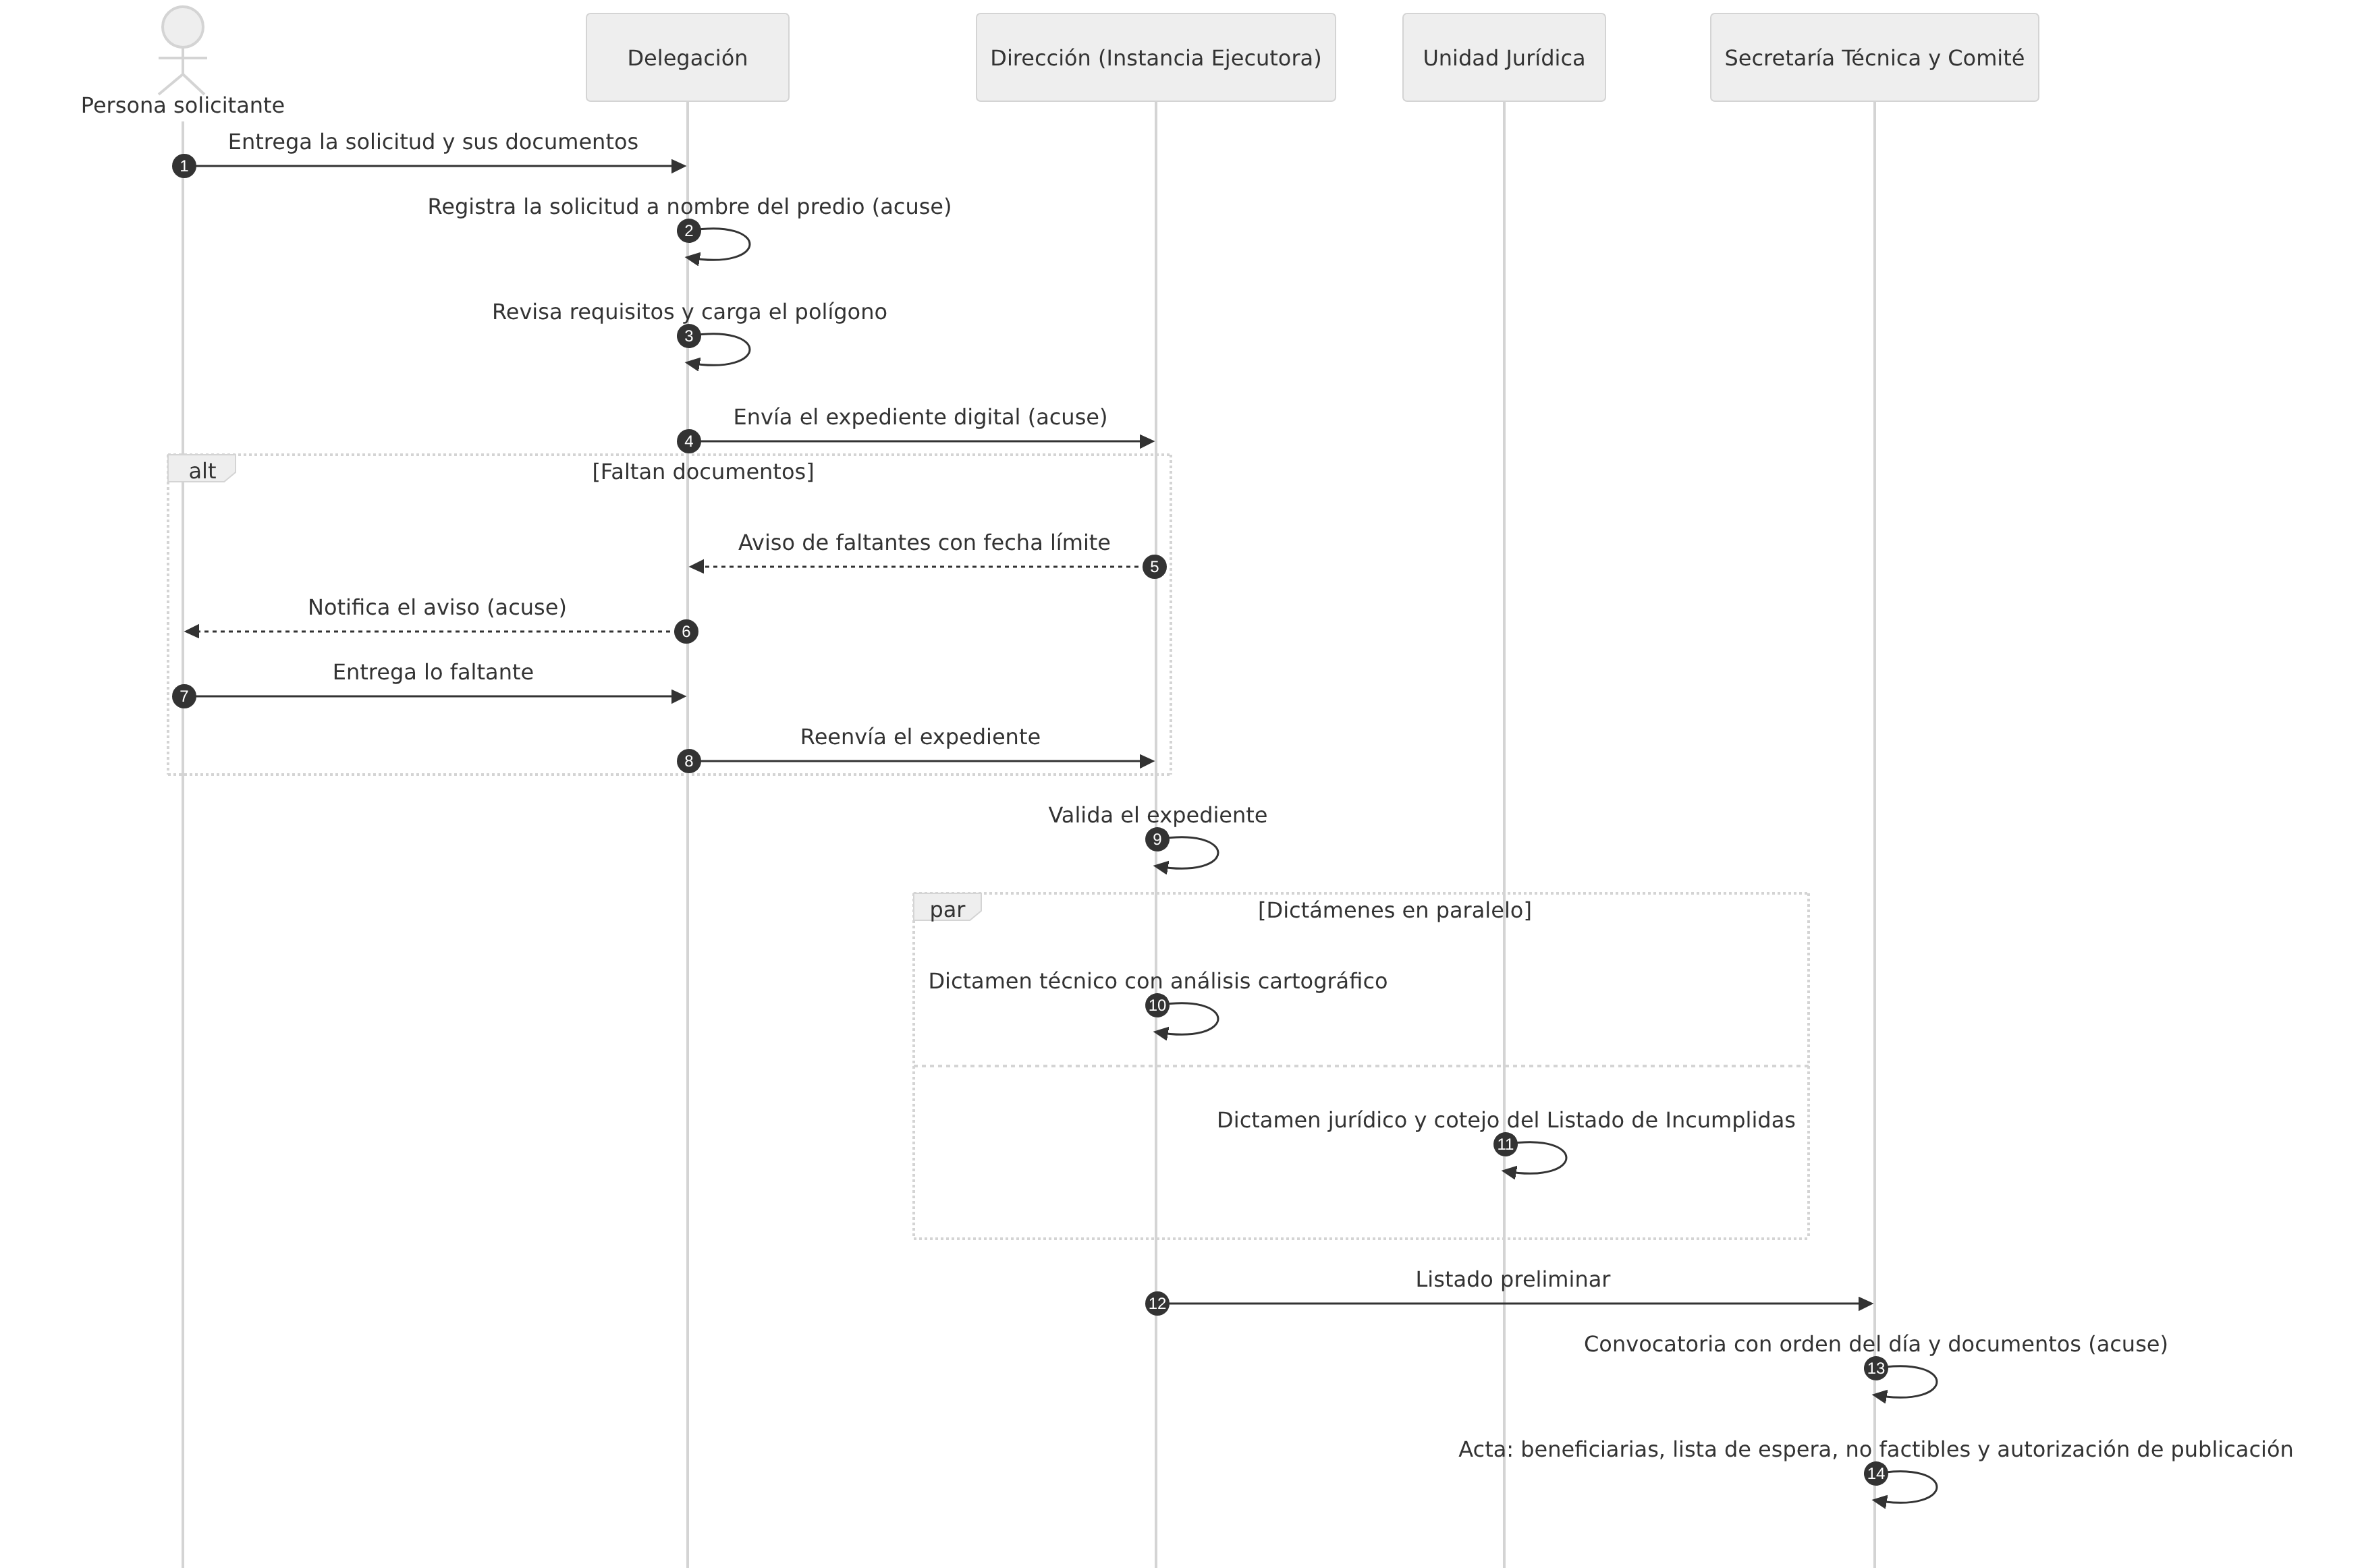 Persona solicitante
Delegación
Dirección (Instancia Ejecutora)
Unidad Jurídica
Secretaría Técnica y Comité
Entrega la solicitud y sus documentos
1
Registra la solicitud a nombre del predio (acuse)
2
Revisa requisitos y carga el polígono
3
Envía el expediente digital (acuse)
4
alt
[Faltan documentos]
Aviso de faltantes con fecha límite
5
Notifica el aviso (acuse)
6
Entrega lo faltante
7
Reenvía el expediente
8
Valida el expediente
9
par
[Dictámenes en paralelo]
Dictamen técnico con análisis cartográfico
10
Dictamen jurídico y cotejo del Listado de Incumplidas
11
Listado preliminar
12
Convocatoria con orden del día y documentos (acuse)
13
Acta: beneficiarias, lista de espera, no factibles y autorización de publicación
14